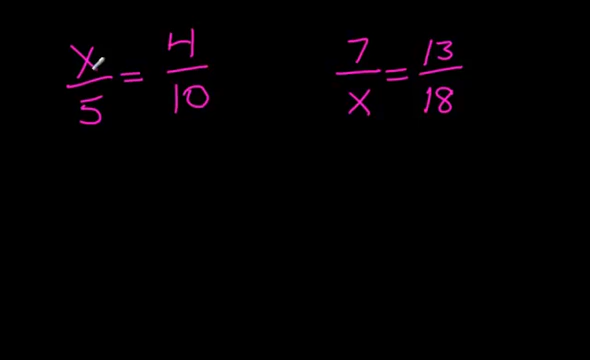 x/5 = 4/10
7/x = 13/18